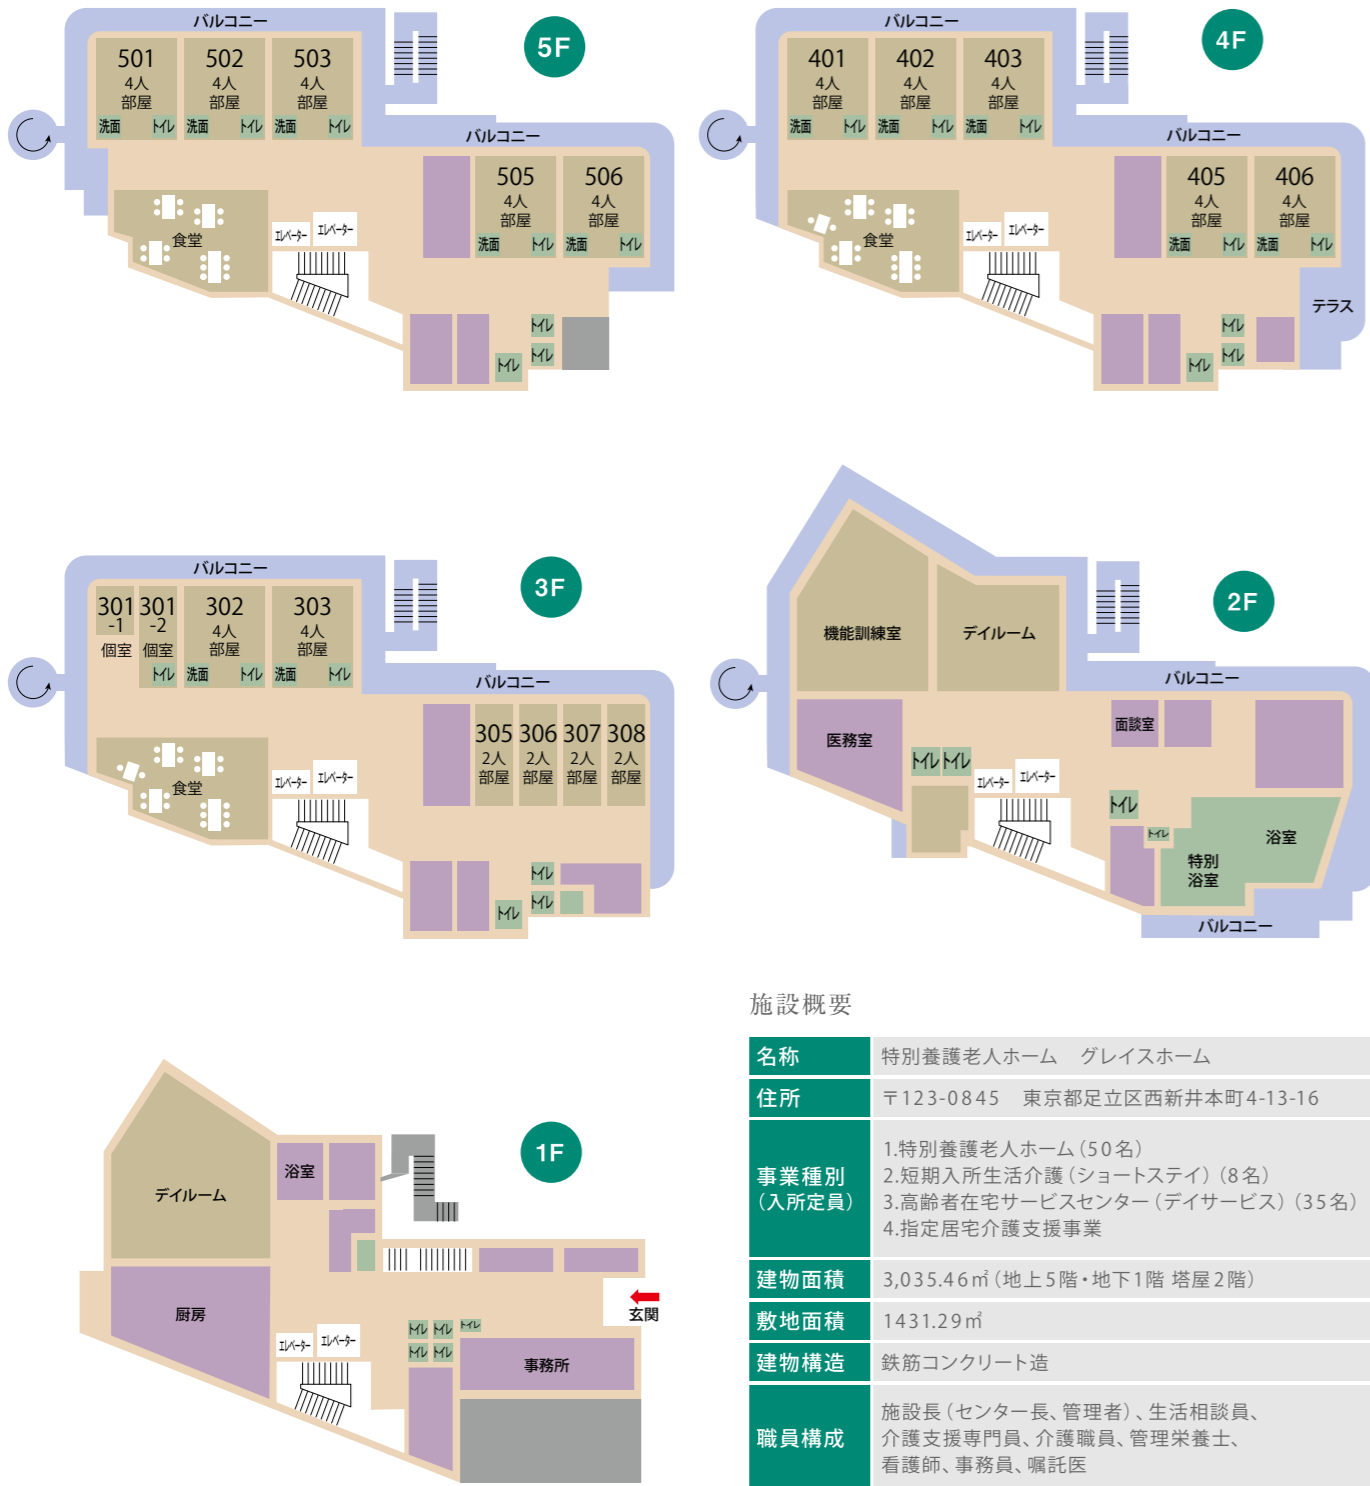 バルコニー
5F
501
4人
部屋
洗面
トイレ
502
4人
部屋
洗面
トイレ
503
4人
部屋
洗面
トイレ
バルコニー
505
4人
部屋
洗面
トイレ
506
4人
部屋
洗面
トイレ
食堂
エレベーター
エレベーター
トイレ
トイレ
トイレ
バルコニー
4F
401
4人
部屋
洗面
トイレ
402
4人
部屋
洗面
トイレ
403
4人
部屋
洗面
トイレ
バルコニー
405
4人
部屋
洗面
トイレ
406
4人
部屋
洗面
トイレ
食堂
エレベーター
エレベーター
テラス
トイレ
トイレ
トイレ
バルコニー
3F
301
-1
個室
301
-2
個室
トイレ
302
4人
部屋
洗面
トイレ
303
4人
部屋
洗面
トイレ
バルコニー
305
2人
部屋
306
2人
部屋
307
2人
部屋
308
2人
部屋
食堂
エレベーター
エレベーター
トイレ
トイレ
トイレ
2F
機能訓練室
デイルーム
バルコニー
医務室
面談室
トイレ
トイレ
エレベーター
エレベーター
トイレ
トイレ
浴室
特別
浴室
バルコニー
1F
浴室
デイルーム
厨房
玄関
エレベーター
エレベーター
トイレ
トイレ
トイレ
トイレ
トイレ
事務所
施設概要
名称
特別養護老人ホーム　グレイスホーム
住所
〒123-0845　東京都足立区西新井本町4-13-16
事業種別
（入所定員）
1.特別養護老人ホーム（50名）
2.短期入所生活介護（ショートステイ）（8名）
3.高齢者在宅サービスセンター（デイサービス）（35名）
4.指定居宅介護支援事業
建物面積
3,035.46㎡（地上5階・地下1階 塔屋2階）
敷地面積
1431.29㎡
建物構造
鉄筋コンクリート造
職員構成
施設長（センター長、管理者）、生活相談員、
介護支援専門員、介護職員、管理栄養士、
看護師、事務員、嘱託医